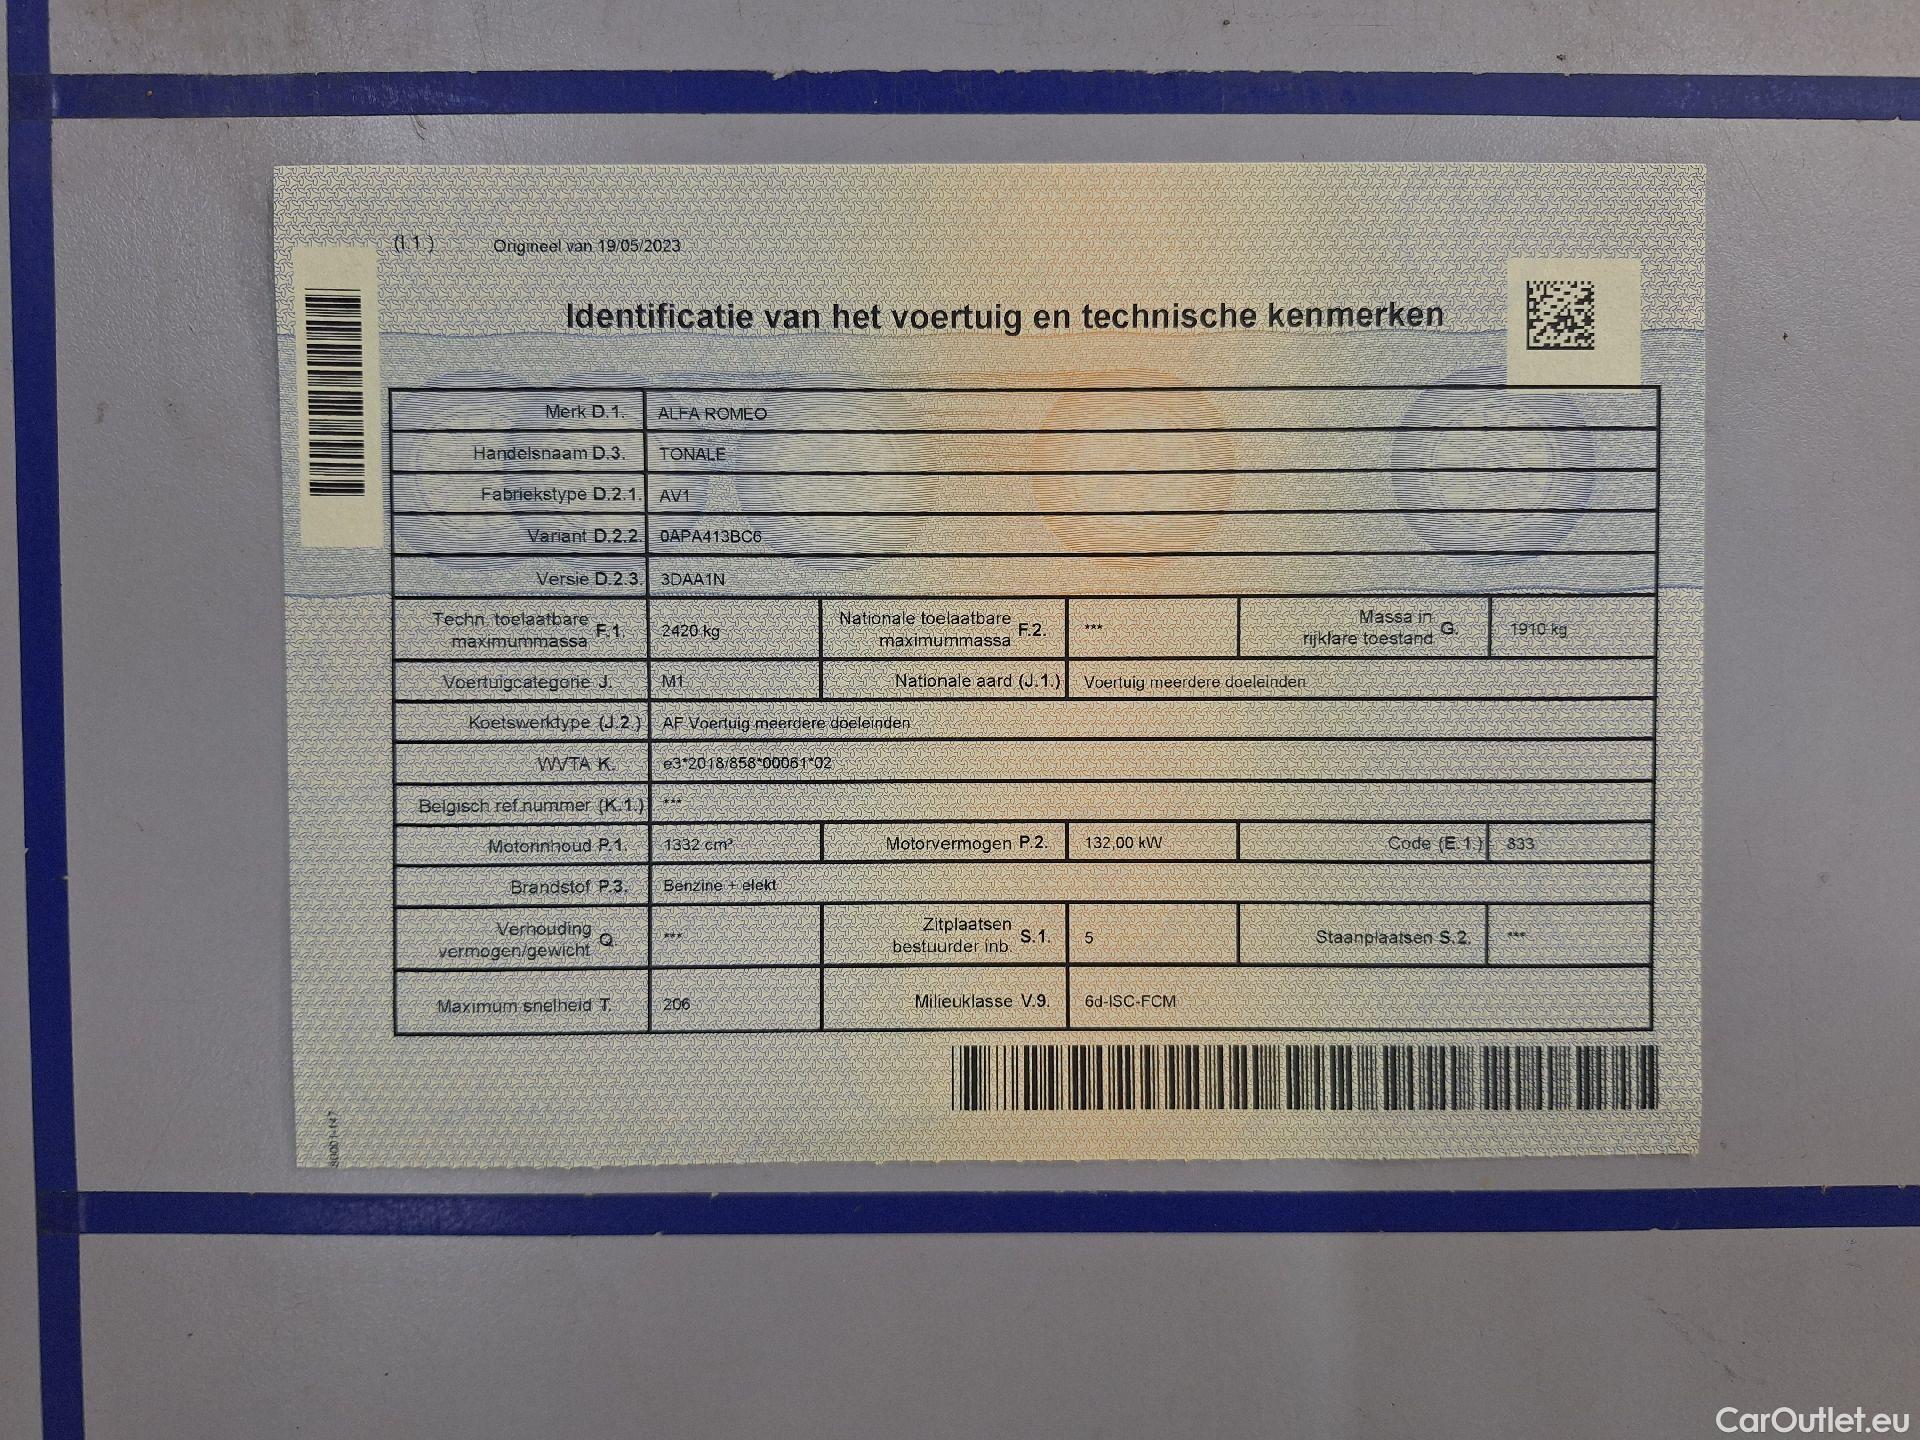 (I.1.) Origineel van 19/05/2023
Identificatie van het voertuig en technische kenmerken
Merk D.1. ALFA ROMEO
Handelsnaam D.3. TONALE
Fabriekstype D.2.1. AV1
Variant D.2.2. 0APA413BC6
Versie D.2.3. 3DAA1N
Techn. toelaatbare
maximummassa F.1. 2420 kg
Nationale toelaatbare
maximummassa F.2. ***
Massa in
rijklare toestand G. 1910 kg
Voertuigcategorie J. M1 Nationale aard (J.1.) Voertuig meerdere doeleinden
Koetswerktype (J.2.) AF Voertuig meerdere doeleinden
WVTA K. e3*2018/858*00061*02
Belgisch ref.nummer (K.1.) ***
Motorinhoud P.1. 1332 cm³ Motorvermogen P.2. 132,00 kW Code (E.1.) 833
Brandstof P.3. Benzine + elekt
Verhouding
vermogen/gewicht Q. ***
Zitplaatsen
bestuurder inb. S.1. 5
Staanplaatsen S.2. ***
Maximum snelheid T. 206 Milieuklasse V.9. 6d-ISC-FCM
CarOutlet.eu